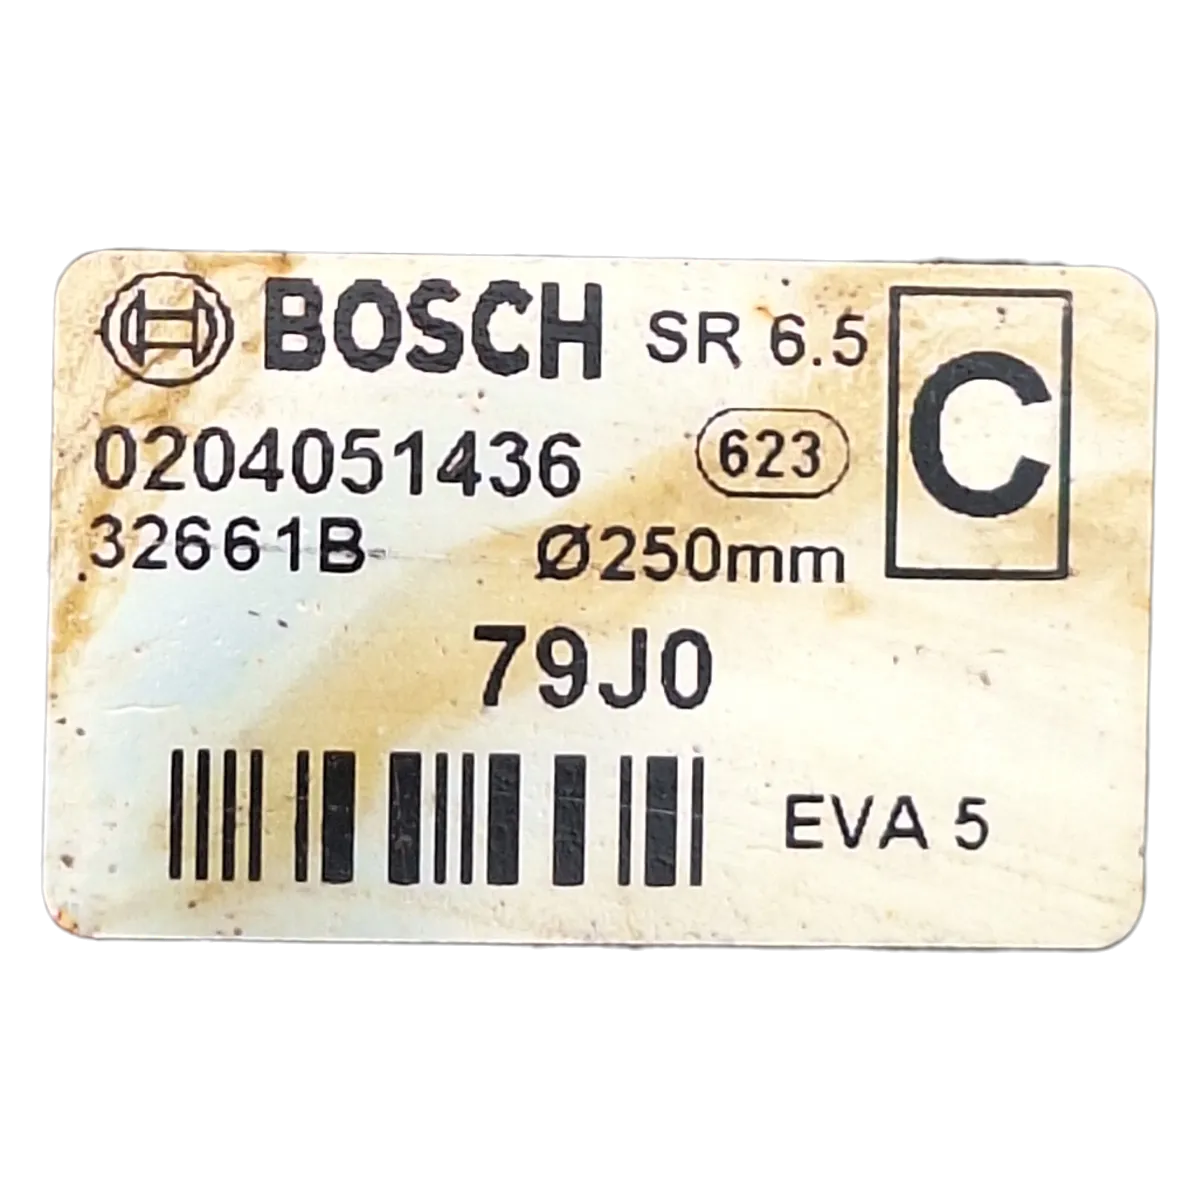 BOSCH SR 6.5
C
0204051436 623
32661B Ø250mm
79J0
EVA 5